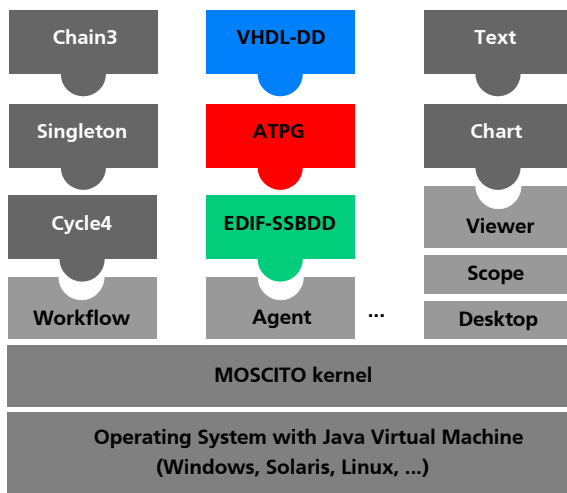 Chain3
VHDL-DD
Text
Singleton
ATPG
Chart
Cycle4
EDIF-SSBDD
Viewer
Scope
Workflow
Agent
...
Desktop
MOSCITO kernel
Operating System with Java Virtual Machine
(Windows, Solaris, Linux, ...)